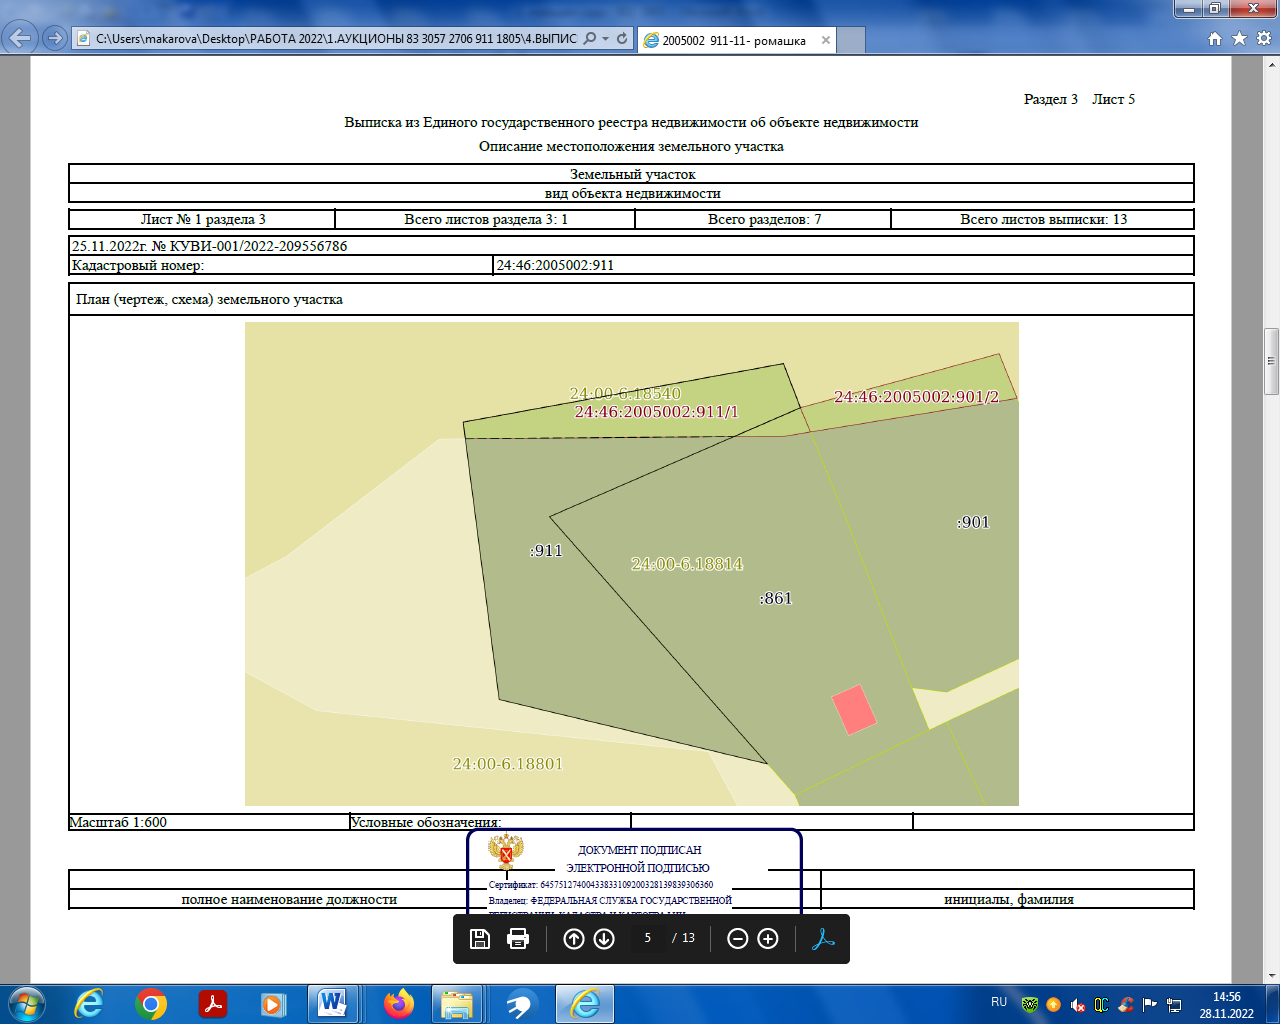 C:\Users\makarova\Desktop\РАБОТА 2022\1.АУКЦИОНЫ 83 3057 2706 911 1805\4.ВЫПИС
2005002 911-11- ромашка
Раздел 3 Лист 5
Выписка из Единого государственного реестра недвижимости об объекте недвижимости
Описание местоположения земельного участка
Земельный участок
вид объекта недвижимости
Лист № 1 раздела 3 Всего листов раздела 3: 1 Всего разделов: 7 Всего листов выписки: 13
25.11.2022г. № КУВИ-001/2022-209556786
Кадастровый номер: 24:46:2005002:911
План (чертеж, схема) земельного участка
24:00-6.18540
24:46:2005002:911/1
24:46:2005002:901/2
:901
:911
24:00-6.18814
:861
24:00-6.18801
Масштаб 1:600 Условные обозначения:
ДОКУМЕНТ ПОДПИСАН
ЭЛЕКТРОННОЙ ПОДПИСЬЮ
Сертификат: 645751274004338331092003281398393063​60
Владелец: ФЕДЕРАЛЬНАЯ СЛУЖБА ГОСУДАРСТВЕННОЙ
РЕГИСТРАЦИИ, КАДАСТРА И КАРТОГРАФИИ
полное наименование должности инициалы, фамилия
5 / 13
RU
14:56
28.11.2022